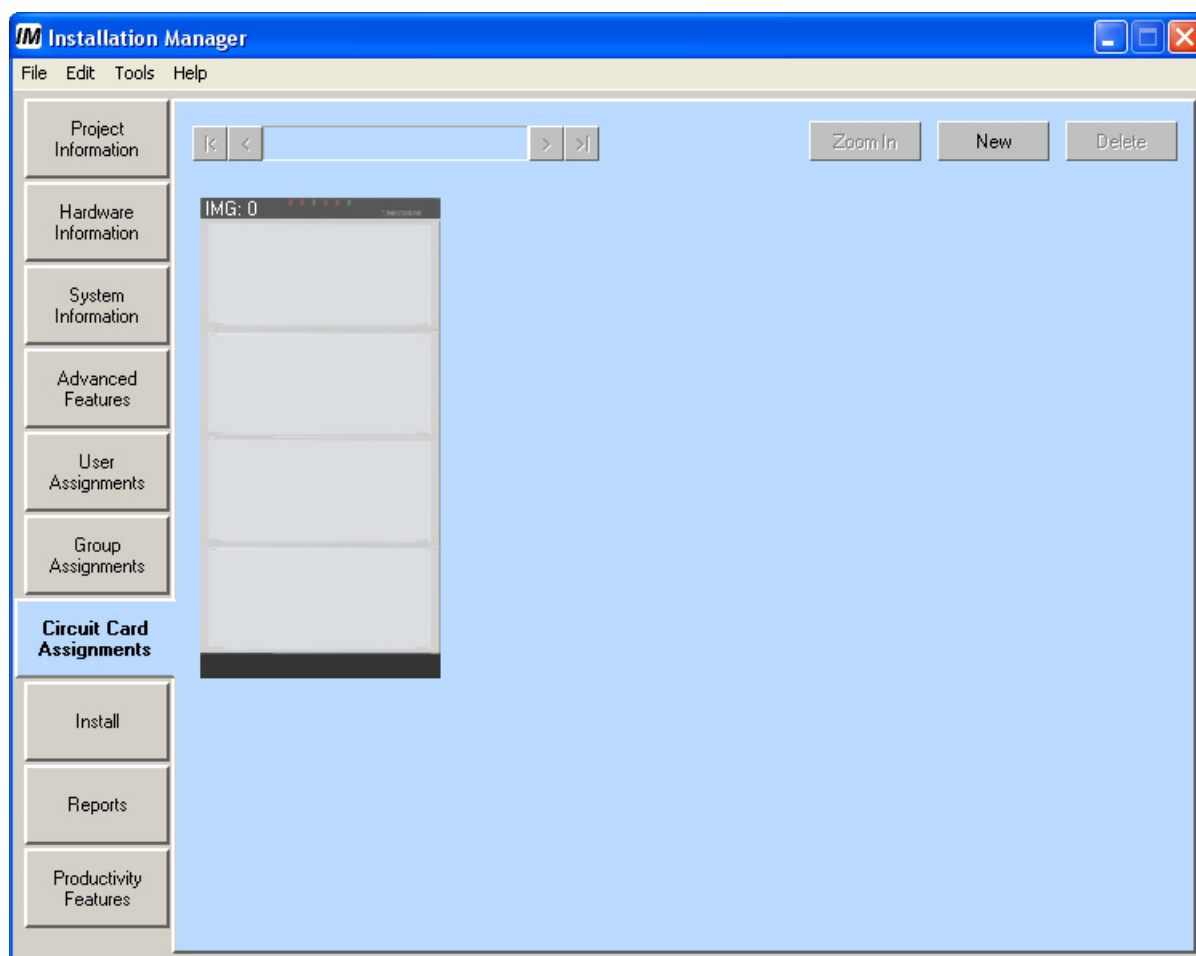 IM Installation Manager
File Edit Tools Help
Project
Information
Hardware
Information
System
Information
Advanced
Features
User
Assignments
Group
Assignments
Circuit Card
Assignments
Install
Reports
Productivity
Features
|< < > >|
Zoom In New Delete
IMG: 0